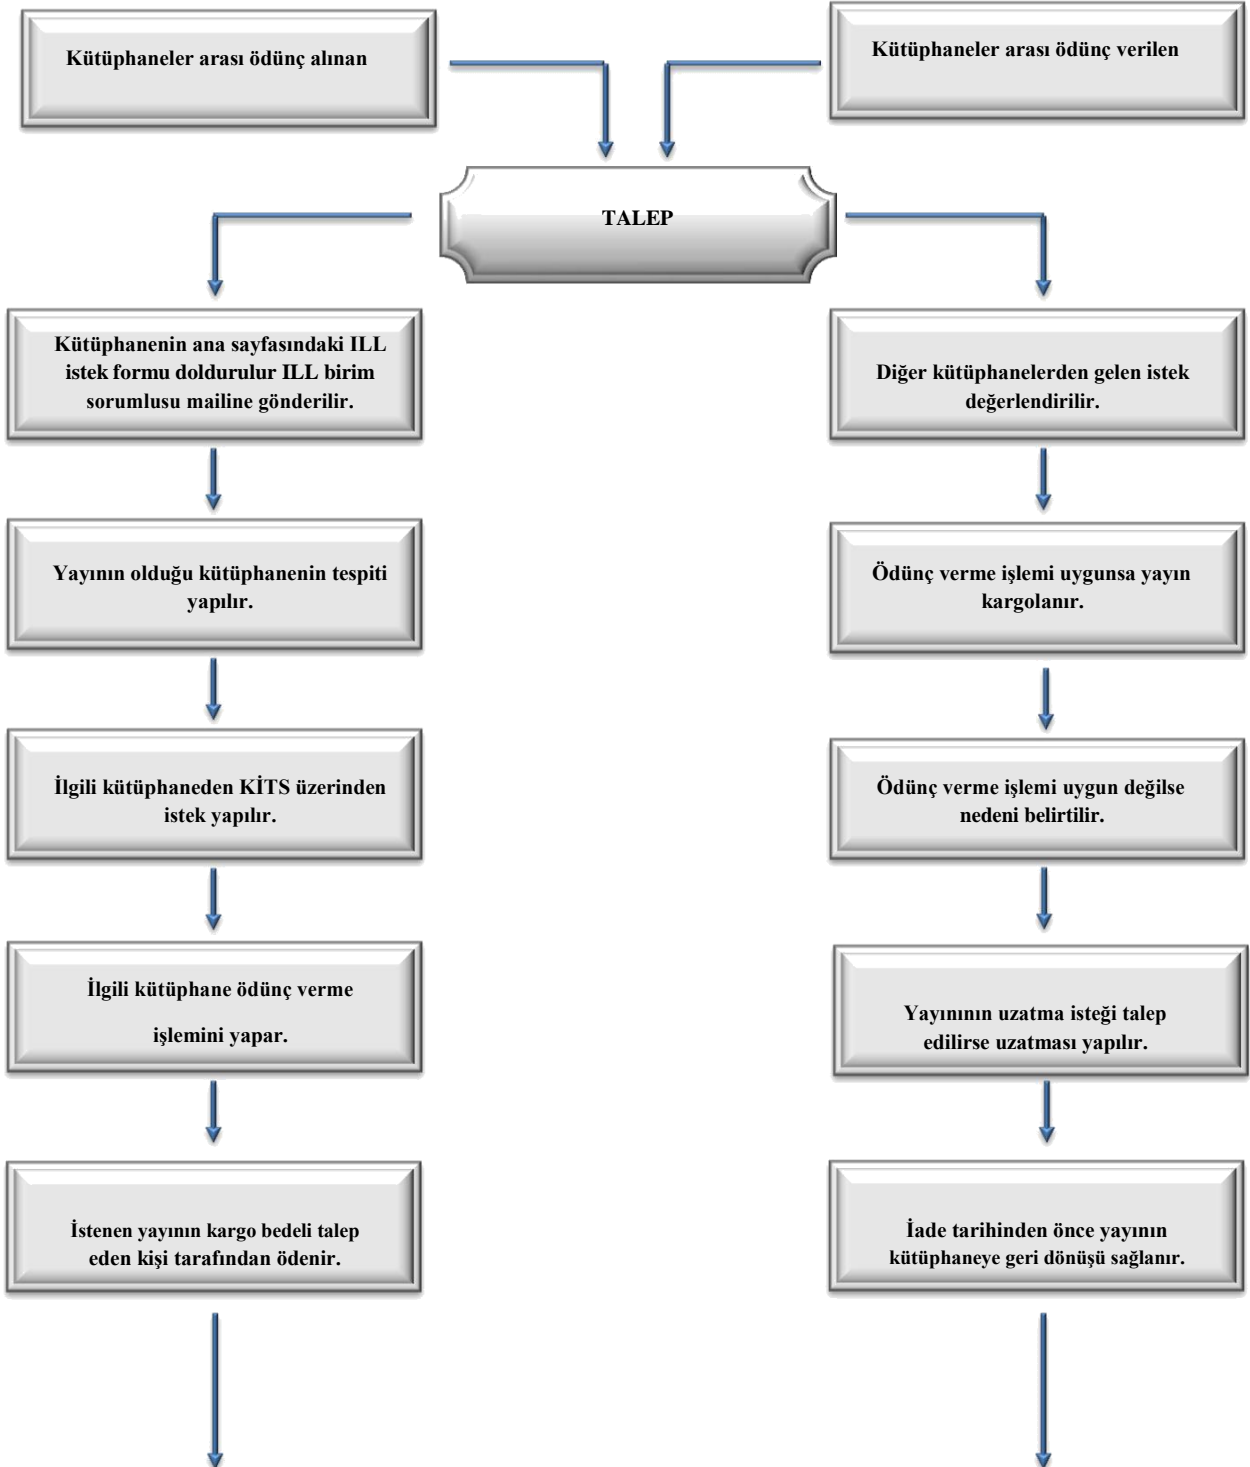 Kütüphaneler arası ödünç alınan
Kütüphaneler arası ödünç verilen
TALEP
Kütüphanenin ana sayfasındaki ILL
istek formu doldurulur ILL birim
sorumlusu mailine gönderilir.
Yayının olduğu kütüphanenin tespiti
yapılır.
İlgili kütüphaneden KİTS üzerinden
istek yapılır.
İlgili kütüphane ödünç verme
işlemini yapar.
İstenen yayının kargo bedeli talep
eden kişi tarafından ödenir.
Diğer kütüphanelerden gelen istek
değerlendirilir.
Ödünç verme işlemi uygunsa yayın
kargolanır.
Ödünç verme işlemi uygun değilse
nedeni belirtilir.
Yayınının uzatma isteği talep
edilirse uzatması yapılır.
İade tarihinden önce yayının
kütüphaneye geri dönüşü sağlanır.